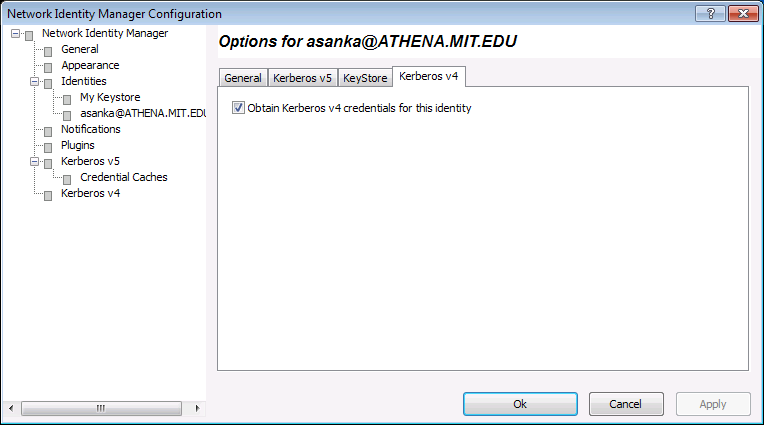 Network Identity Manager Configuration
Network Identity Manager
General
Appearance
Identities
My Keystore
asanka@ATHENA.MIT.EDU
Notifications
Plugins
Kerberos v5
Credential Caches
Kerberos v4
Options for asanka@ATHENA.MIT.EDU
General Kerberos v5 KeyStore Kerberos v4
Obtain Kerberos v4 credentials for this identity
Ok Cancel Apply